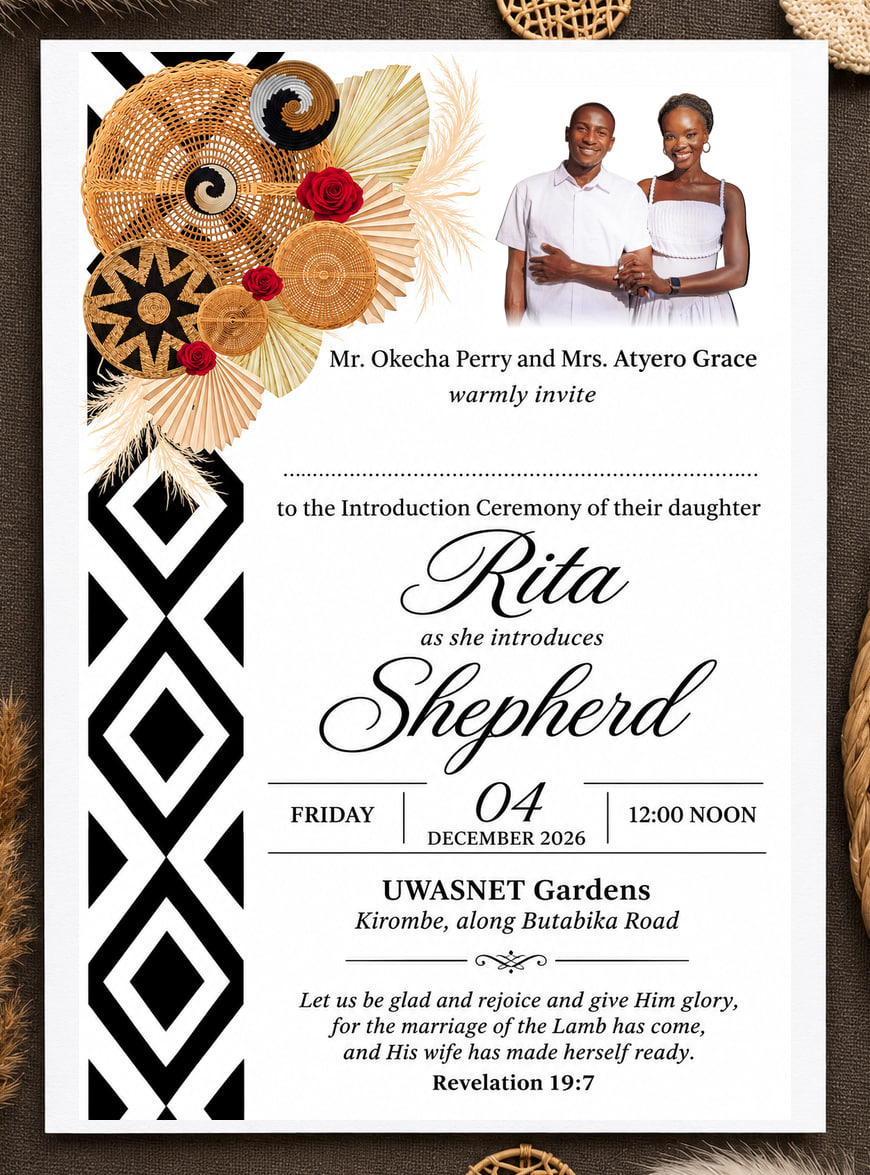 Mr. Okecha Perry and Mrs. Atyero Grace
warmly invite
................................................................................
to the Introduction Ceremony of their daughter
Rita
as she introduces
Shepherd
FRIDAY
04
DECEMBER 2026
12:00 NOON
UWASNET Gardens
Kirombe, along Butabika Road
Let us be glad and rejoice and give Him glory,
for the marriage of the Lamb has come,
and His wife has made herself ready.
Revelation 19:7